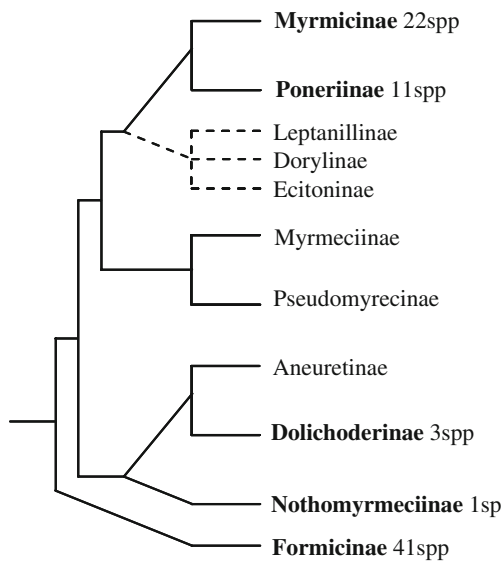 Myrmicinae 22spp
Poneriinae 11spp
Leptanillinae
Dorylinae
Ecitoninae
Myrmeciinae
Pseudomyrecinae
Aneuretinae
Dolichoderinae 3spp
Nothomyrmeciinae 1sp
Formicinae 41spp